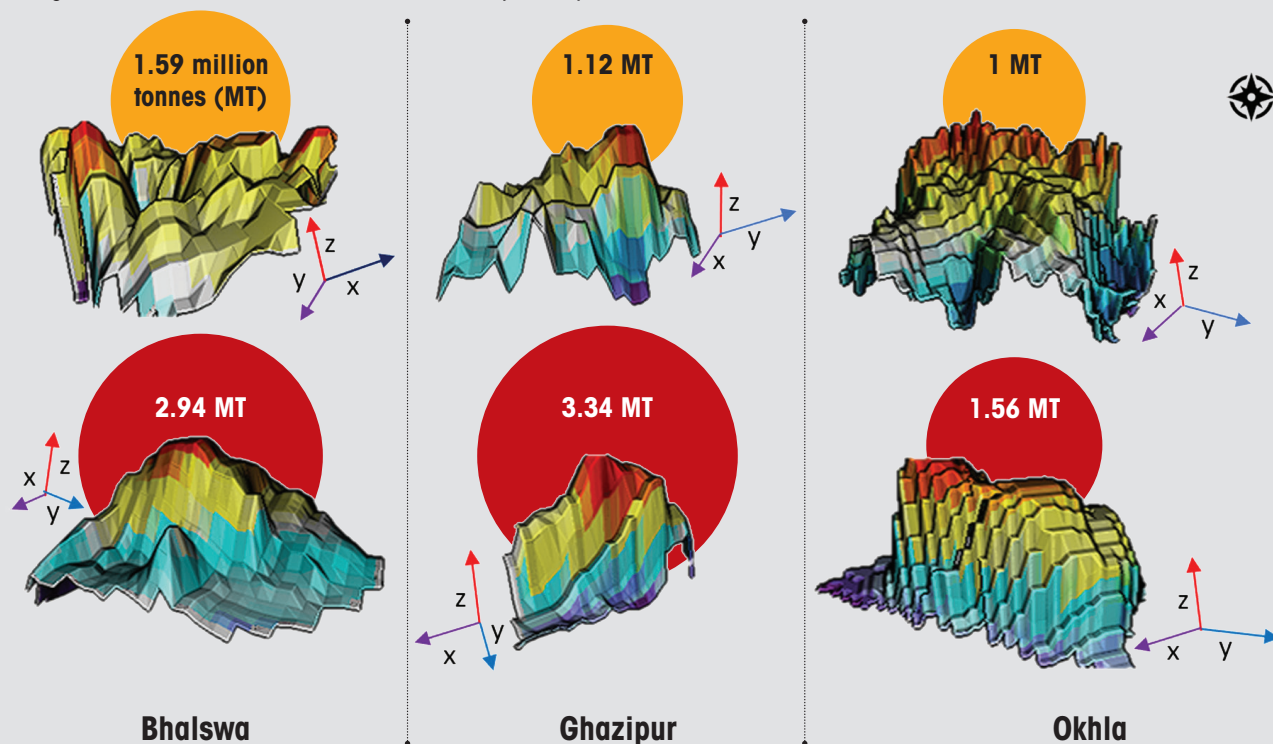 1.59 million
tonnes (MT)
1.12 MT
1 MT
z
y
x
z
y
x
z
x
y
2.94 MT
3.34 MT
1.56 MT
x
z
y
z
x
y
z
x
y
Bhalswa
Ghazipur
Okhla